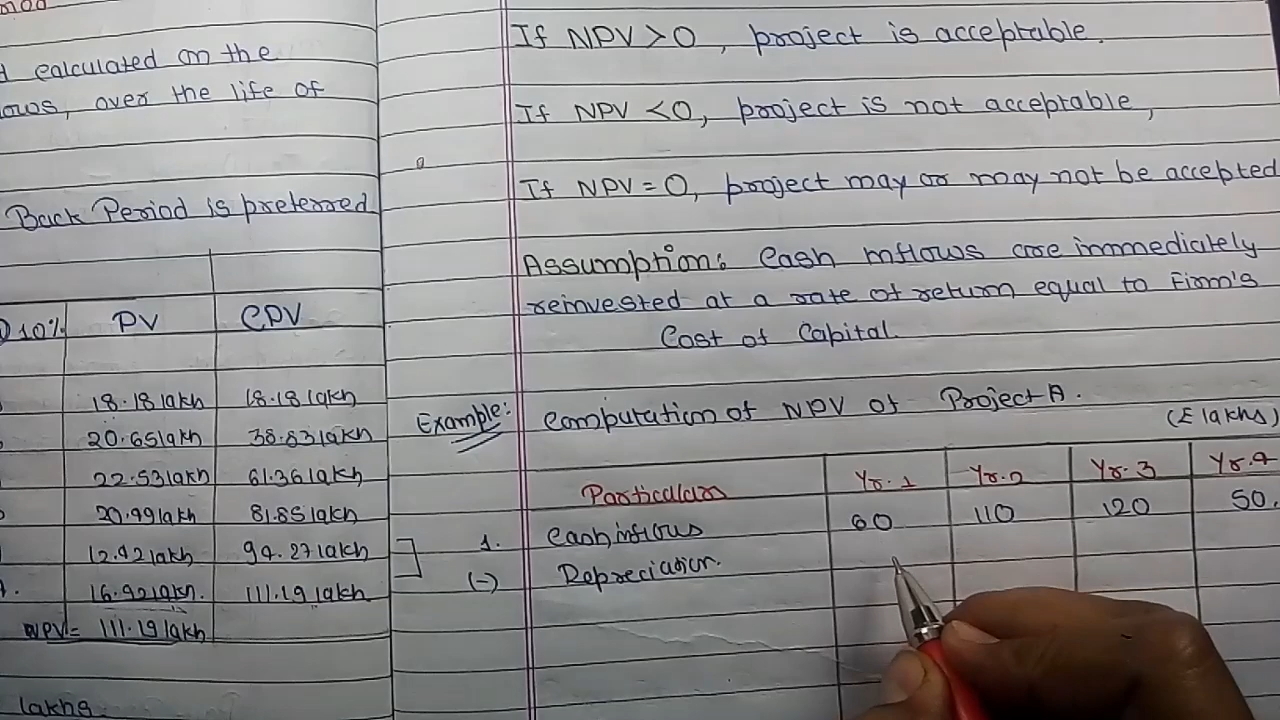 calculated on the
over the life of
Back Period is preferred
10% PV CPV
18.18 lakh 18.18 lakh
20.65 lakh 38.83 lakh
22.53 lakh 61.36 lakh
20.49 lakh 81.85 lakh
12.42 lakh 94.27 lakh
16.92 lakh. 111.19 lakh
NPV= 111.19 lakh
lakhs.
If NPV > 0, project is acceptable.
If NPV < 0, project is not acceptable,
If NPV = 0, project may or may not be accepted
Assumption: Cash inflows are immediately
reinvested at a rate of return equal to Firm's
Cost of Capital.
Example: Computation of NPV of Project A.
(₤ lakhs)
Particulars Yr.1 Yr.2 Yr.3 Yr.4
1. Cash inflows 60 110 120 50.
(-) Depreciation.